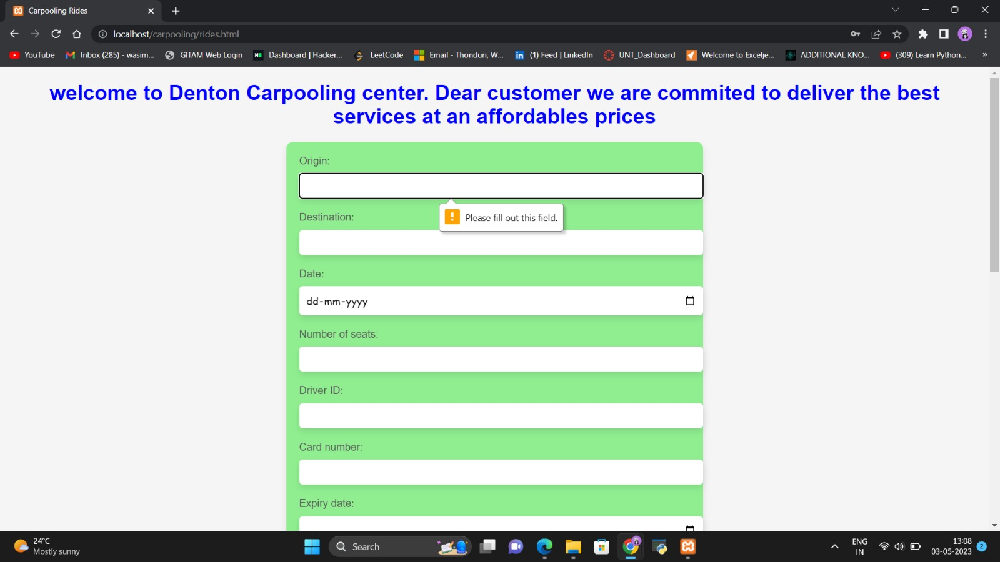 Carpooling Rides
localhost/carpooling/rides.html
YouTube
Inbox (285) - wasim...
GITAM Web Login
Dashboard | Hacker...
LeetCode
Email - Thonduri, W...
(1) Feed | LinkedIn
UNT_Dashboard
Welcome to Excelje...
ADDITIONAL KNO...
(309) Learn Python...
»
welcome to Denton Carpooling center. Dear customer we are commited to deliver the best
services at an affordables prices
Origin:
Please fill out this field.
Destination:
Date:
dd-mm-yyyy
Number of seats:
Driver ID:
Card number:
Expiry date:
24°C
Mostly sunny
Search
ENG
IN
13:08
03-05-2023
2